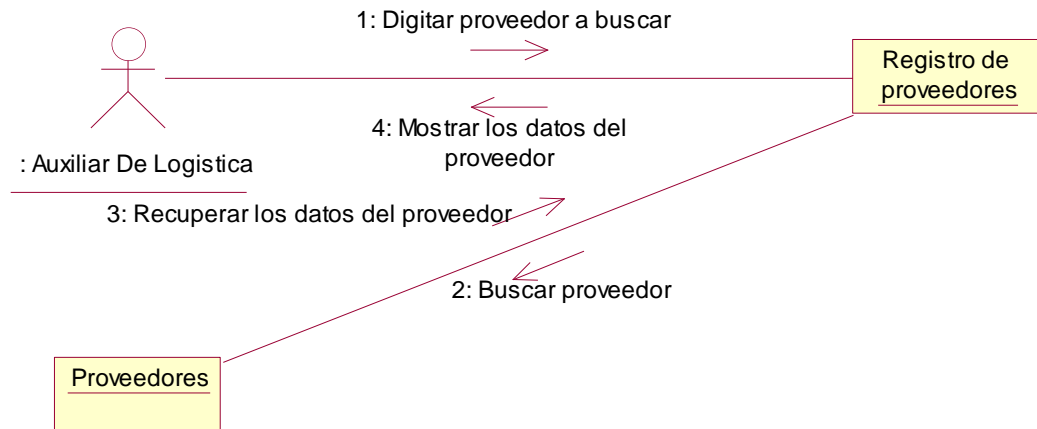 1: Digitar proveedor a buscar
Registro de
proveedores
4: Mostrar los datos del
proveedor
: Auxiliar De Logistica
3: Recuperar los datos del proveedor
2: Buscar proveedor
Proveedores